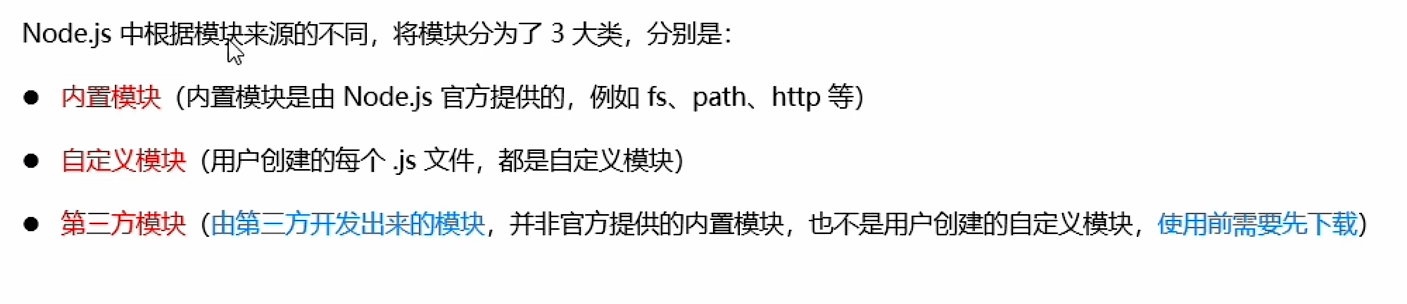 Node.js 中根据模块来源的不同，将模块分为了 3 大类，分别是：
● 内置模块（内置模块是由 Node.js 官方提供的，例如 fs、path、http 等）
● 自定义模块（用户创建的每个 .js 文件，都是自定义模块）
● 第三方模块（由第三方开发出来的模块，并非官方提供的内置模块，也不是用户创建的自定义模块，使用前需要先下载）